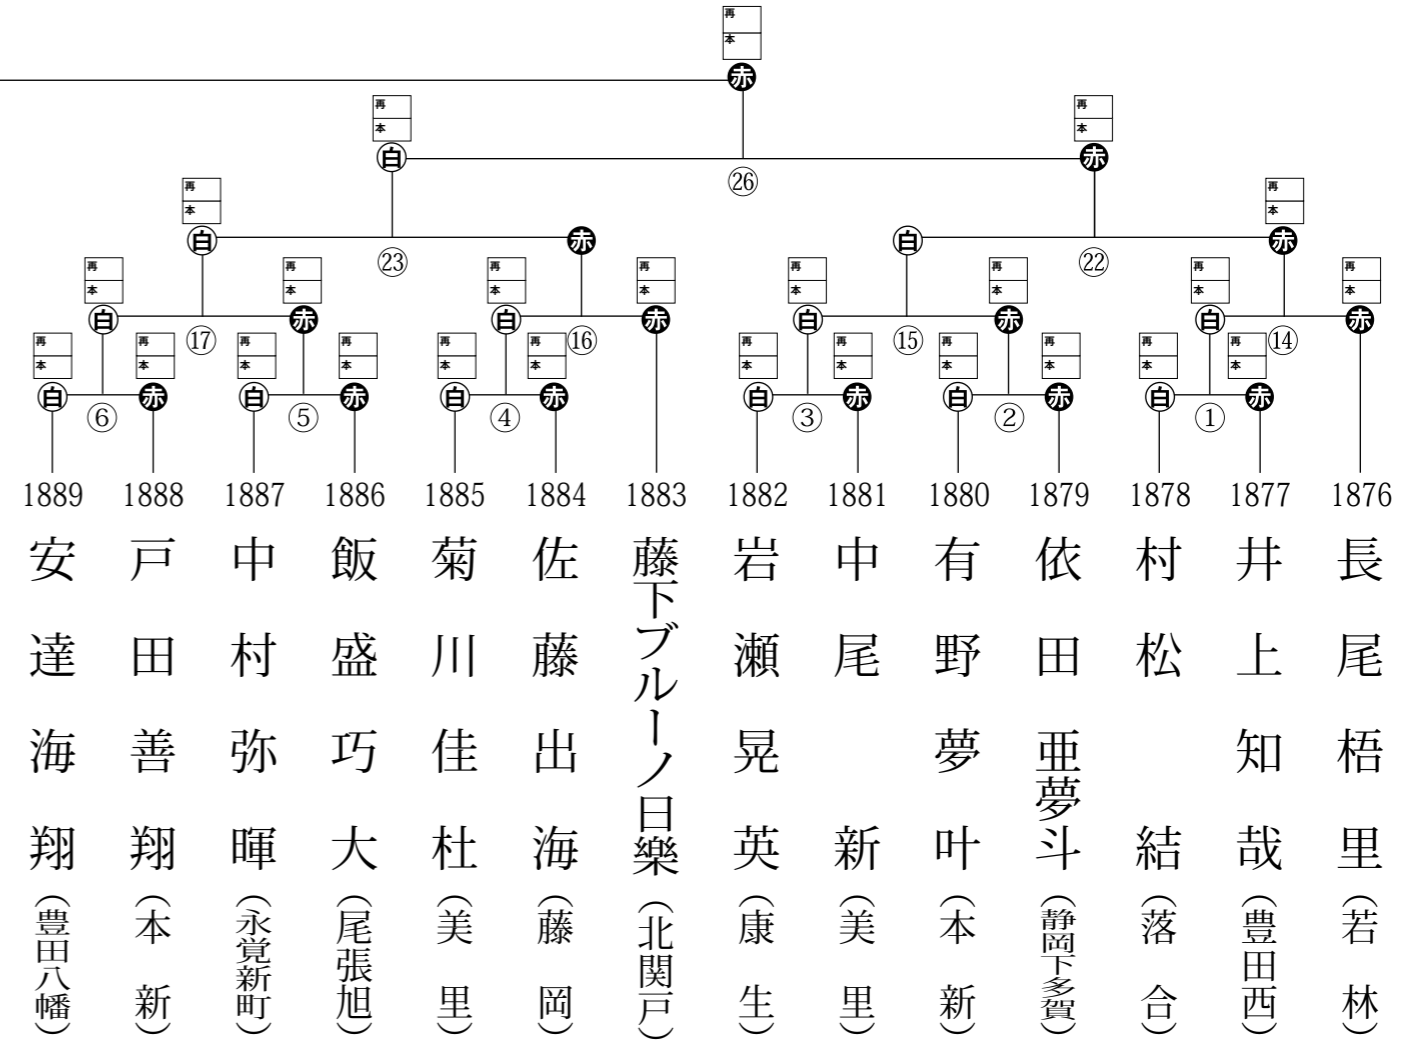 再
本
赤
再
本
再
本
白
赤
㉖
再
本
再
本
白
赤
白
赤
㉓
㉒
再
本
再
本
再
本
再
本
再
本
再
本
再
本
再
本
白
赤
白
赤
白
赤
白
赤
⑰
⑯
⑮
⑭
再
本
再
本
再
本
再
本
再
本
再
本
再
本
再
本
再
本
再
本
再
本
再
本
白
赤
白
赤
白
赤
白
赤
白
赤
白
赤
⑥
⑤
④
③
②
①
1889 1888 1887 1886 1885 1884 1883 1882 1881 1880 1879 1878 1877 1876
長尾梧里(若林)
井上知哉(豊田西)
村松結(落合)
依田亜夢斗(静岡下多賀)
有野夢叶(本新)
中尾新(美里)
岩瀬晃英(康生)
藤下ブルーノ日樂(北関戸)
佐藤出海(藤岡)
菊川佳杜(美里)
飯盛巧大(尾張旭)
中村弥暉(永覚新町)
戸田善翔(本新)
安達海翔(豊田八幡)